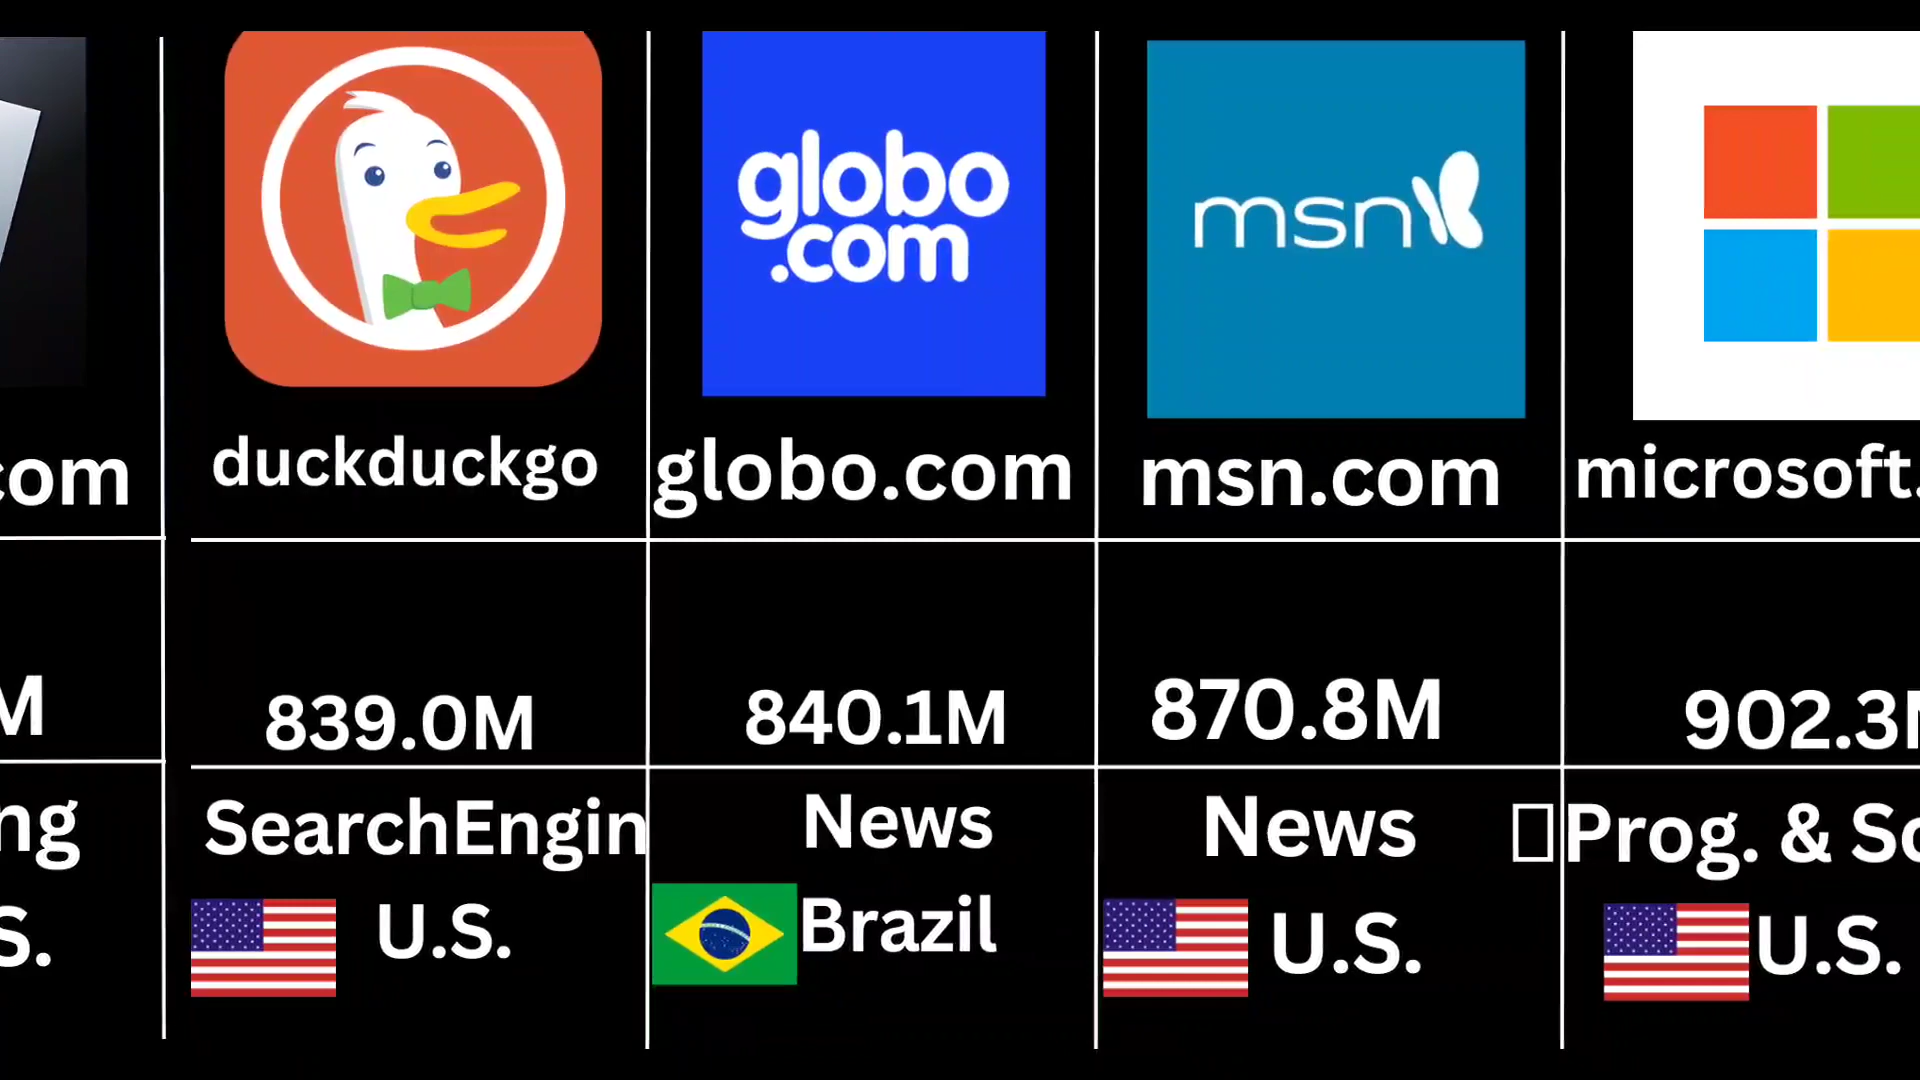 globo
.com
msn
com
duckduckgo
globo.com
msn.com
microsoft.
M
839.0M
840.1M
870.8M
902.3M
ng
SearchEngin
News
News
Prog. & So
S.
U.S.
Brazil
U.S.
U.S.